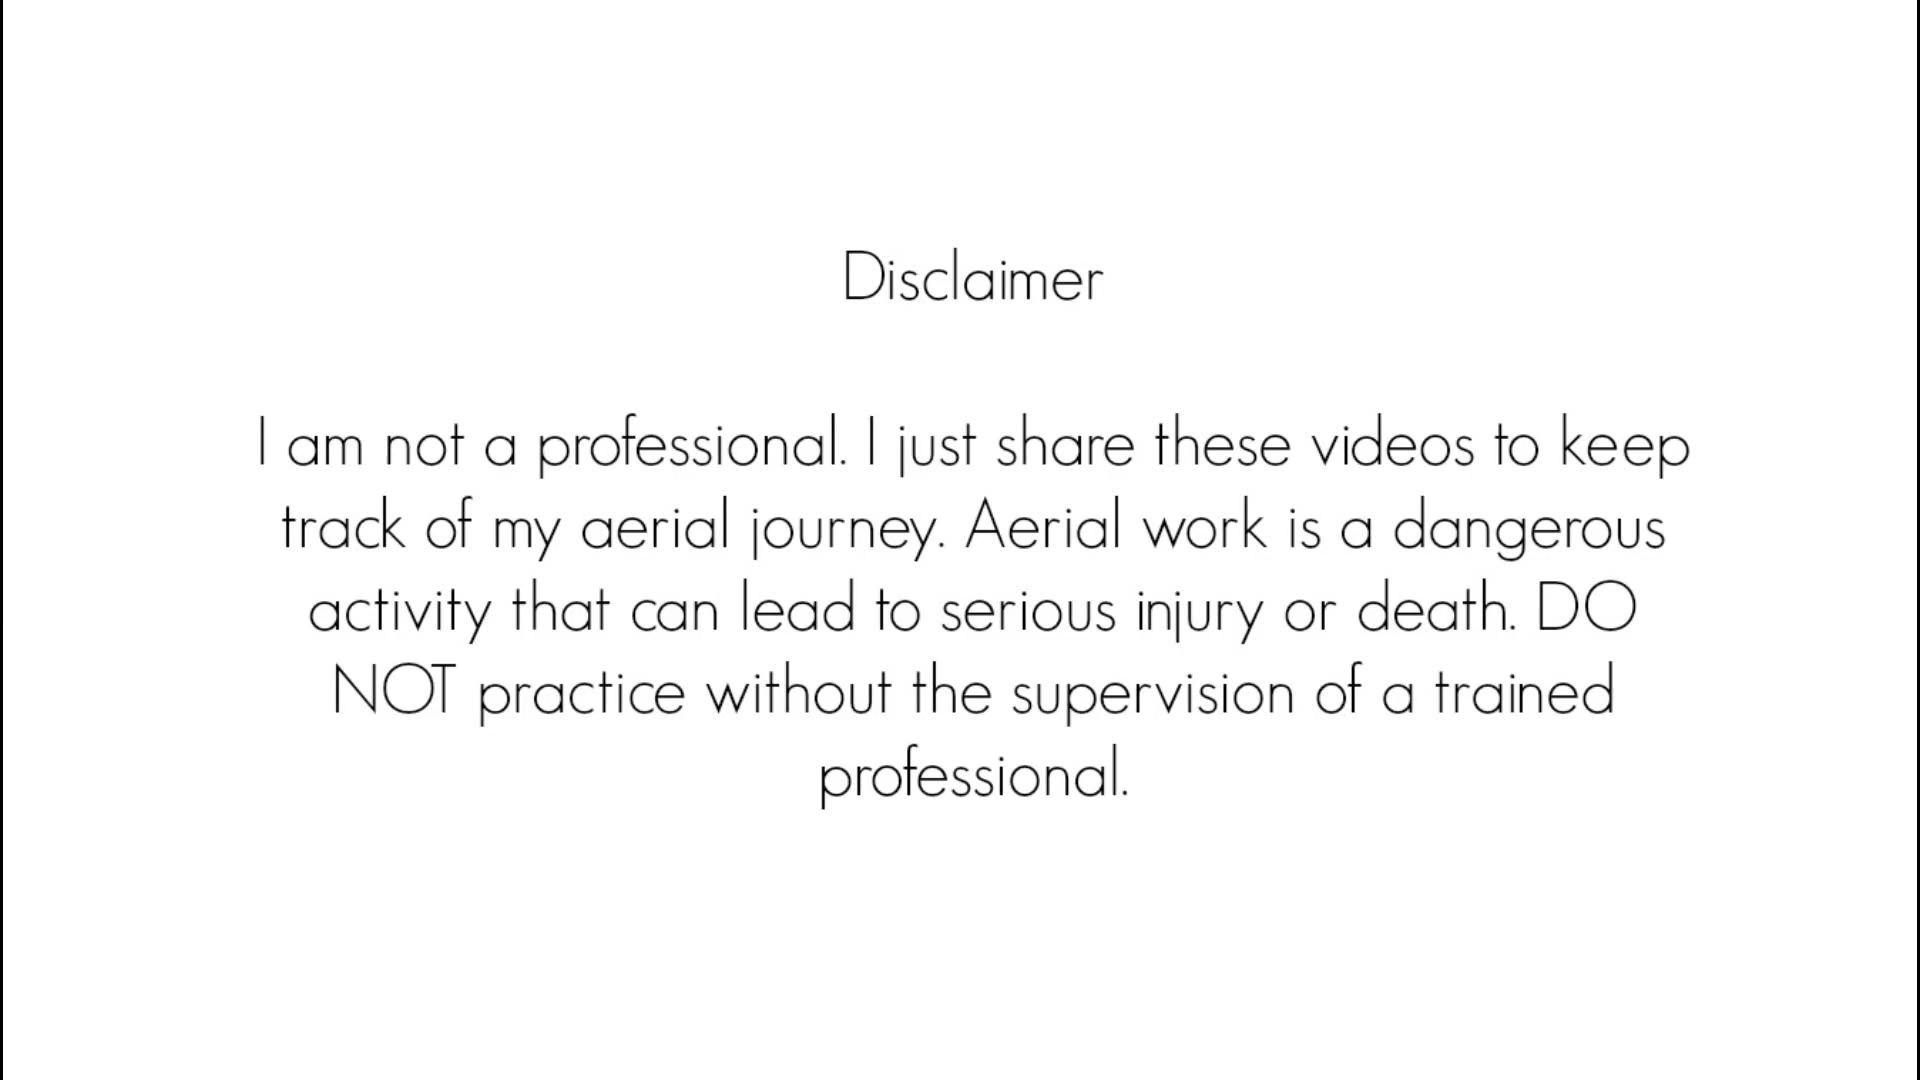 Disclaimer
I am not a professional. I just share these videos to keep
track of my aerial journey. Aerial work is a dangerous
activity that can lead to serious injury or death. DO
NOT practice without the supervision of a trained
professional.